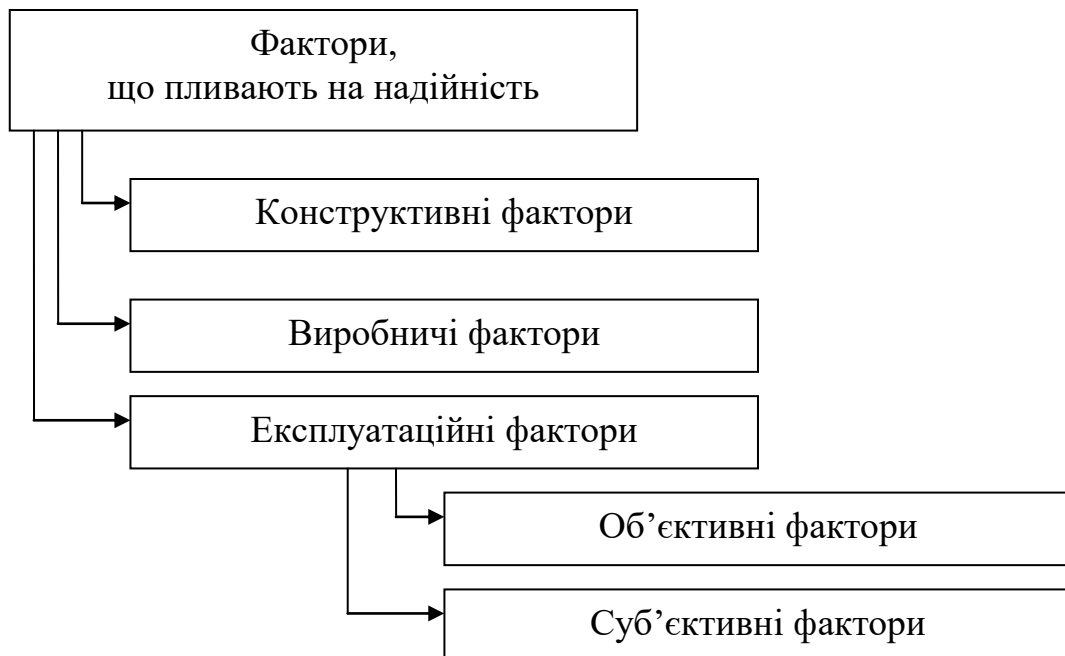 Фактори,
що пливають на надійність
Конструктивні фактори
Виробничі фактори
Експлуатаційні фактори
Об’єктивні фактори
Суб’єктивні фактори